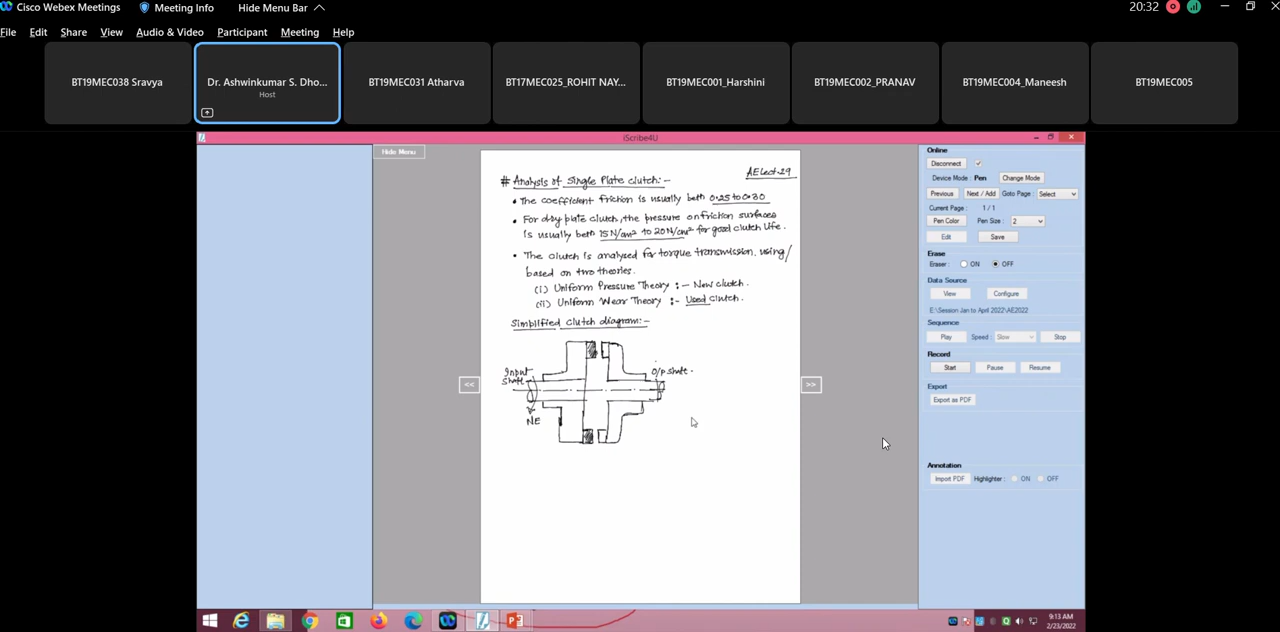 Cisco Webex Meetings
Meeting Info
Hide Menu Bar
20:32
File Edit Share View Audio & Video Participant Meeting Help
BT19MEC038 Sravya
Dr. Ashwinkumar S. Dho...
Host
BT19MEC031 Atharva
BT17MEC025_ROHIT NAY...
BT19MEC001_Harshini
BT19MEC002_PRANAV
BT19MEC004_Maneesh
BT19MEC005
iScribe4U
Hide Menu
AELect-29
# Analysis of Single Plate clutch:-
• The coefficient friction is usually betn 0.25 to 0.30
• For dry plate clutch, the pressure on friction surfaces
is usually betn 15 N/cm² to 20 N/cm² for good clutch life.
• The clutch is analysed for torque transmission using/
based on two theories.
(i) Uniform Pressure Theory :- New clutch.
(ii) Uniform Wear Theory :- Used clutch.
Simplified clutch diagram:-
Input
shaft
O/p shaft.
NE
<<
>>
Online
Disconnect
Device Mode : Pen Change Mode
Previous Next / Add Goto Page : Select
Current Page : 1 / 1
Pen Color Pen Size : 2
Edit Save
Erase
Eraser : ON OFF
Data Source
View Configure
E:\Session Jan to April 2022\AE2022
Sequence
Play Speed : Slow Stop
Record
Start Pause Resume
Export
Export as PDF
Annotation
Import PDF Highlighter : ON OFF
9:13 AM
2/23/2022